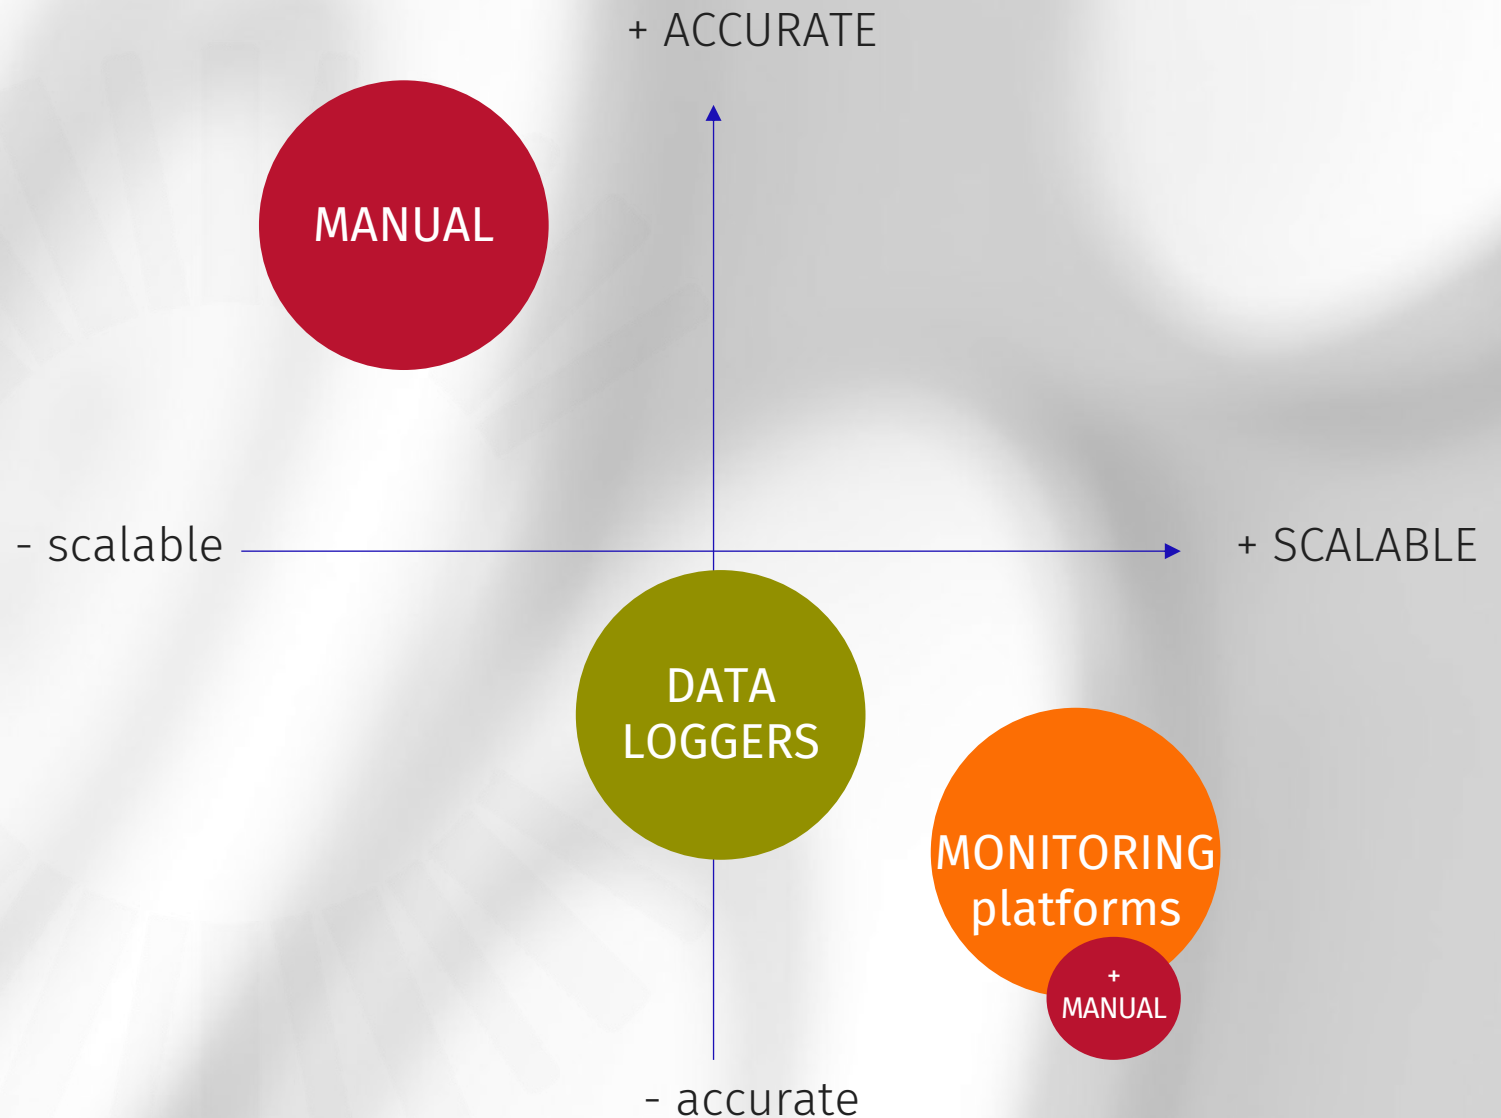 + ACCURATE
MANUAL
- scalable
+ SCALABLE
DATA
LOGGERS
MONITORING
platforms
+
MANUAL
- accurate